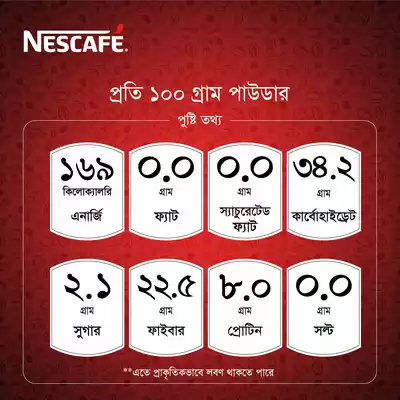 NESCAFÉ.
প্রতি ১০০ গ্রাম পাউডার
পুষ্টি তথ্য
১৬৯
কিলোক্যালরি
এনার্জি
০.০
গ্রাম
ফ্যাট
০.০
গ্রাম
স্যাচুরেটেড
ফ্যাট
৩৪.২
গ্রাম
কার্বোহাইড্রেট
২.১
গ্রাম
সুগার
২২.৫
গ্রাম
ফাইবার
৮.০
গ্রাম
প্রোটিন
০.০
গ্রাম
সল্ট
**এতে প্রাকৃতিকভাবে লবণ থাকতে পারে